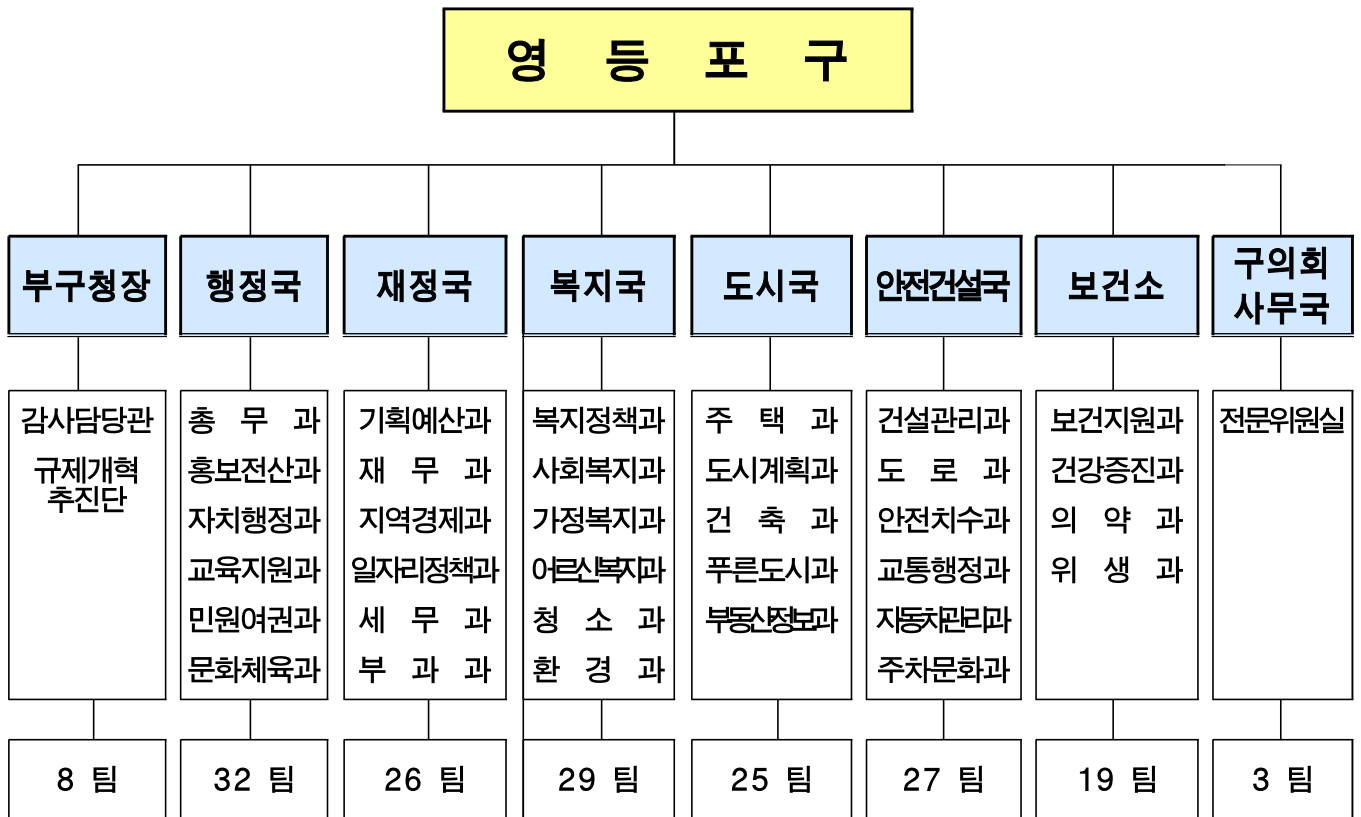 영 등 포 구
부구청장
행정국
재정국
복지국
도시국
안전건설국
보건소
구의회
사무국
감사담당관
규제개혁
추진단
총 무 과
홍보전산과
자치행정과
교육지원과
민원여권과
문화체육과
기획예산과
재 무 과
지역경제과
일자리정책과
세 무 과
부 과 과
복지정책과
사회복지과
가정복지과
어르신복지과
청 소 과
환 경 과
주 택 과
도시계획과
건 축 과
푸른도시과
부동산정보과
건설관리과
도 로 과
안전치수과
교통행정과
자동차관리과
주차문화과
보건지원과
건강증진과
의 약 과
위 생 과
전문위원실
8 팀
32 팀
26 팀
29 팀
25 팀
27 팀
19 팀
3 팀